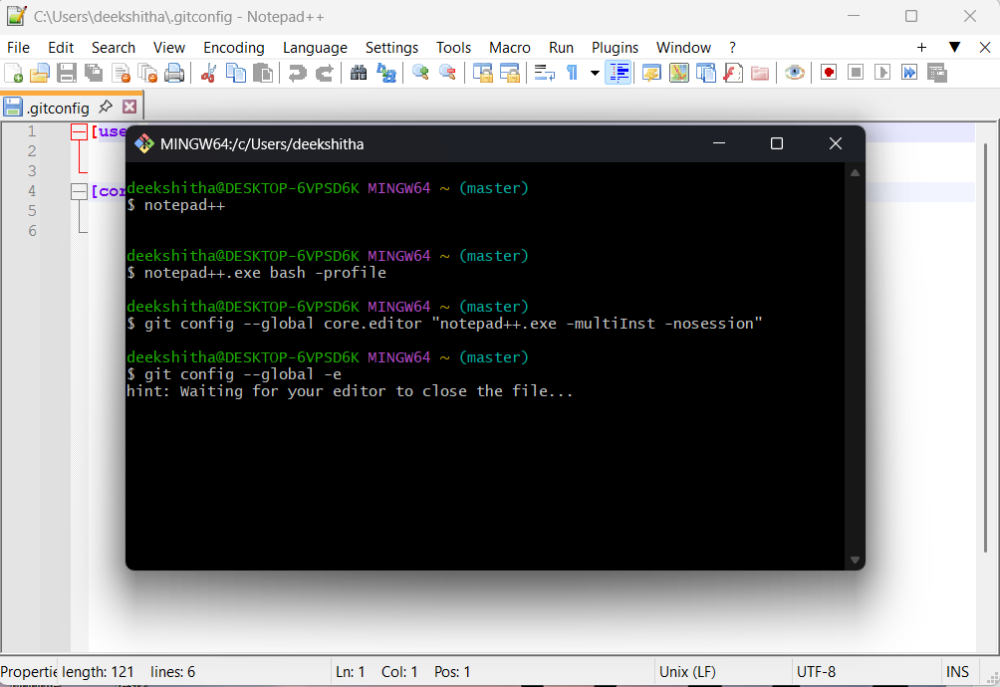 C:\Users\deekshitha\.gitconfig - Notepad++
File Edit Search View Encoding Language Settings Tools Macro Run Plugins Window ? + ▼ X
.gitconfig
1 [use
2
3
4 [cor
5
6
MINGW64:/c/Users/deekshitha
deekshitha@DESKTOP-6VPSD6K MINGW64 ~ (master)
$ notepad++
deekshitha@DESKTOP-6VPSD6K MINGW64 ~ (master)
$ notepad++.exe bash -profile
deekshitha@DESKTOP-6VPSD6K MINGW64 ~ (master)
$ git config --global core.editor "notepad++.exe -multiInst -nosession"
deekshitha@DESKTOP-6VPSD6K MINGW64 ~ (master)
$ git config --global -e
hint: Waiting for your editor to close the file...
Propertie length: 121 lines: 6 Ln: 1 Col: 1 Pos: 1 Unix (LF) UTF-8 INS